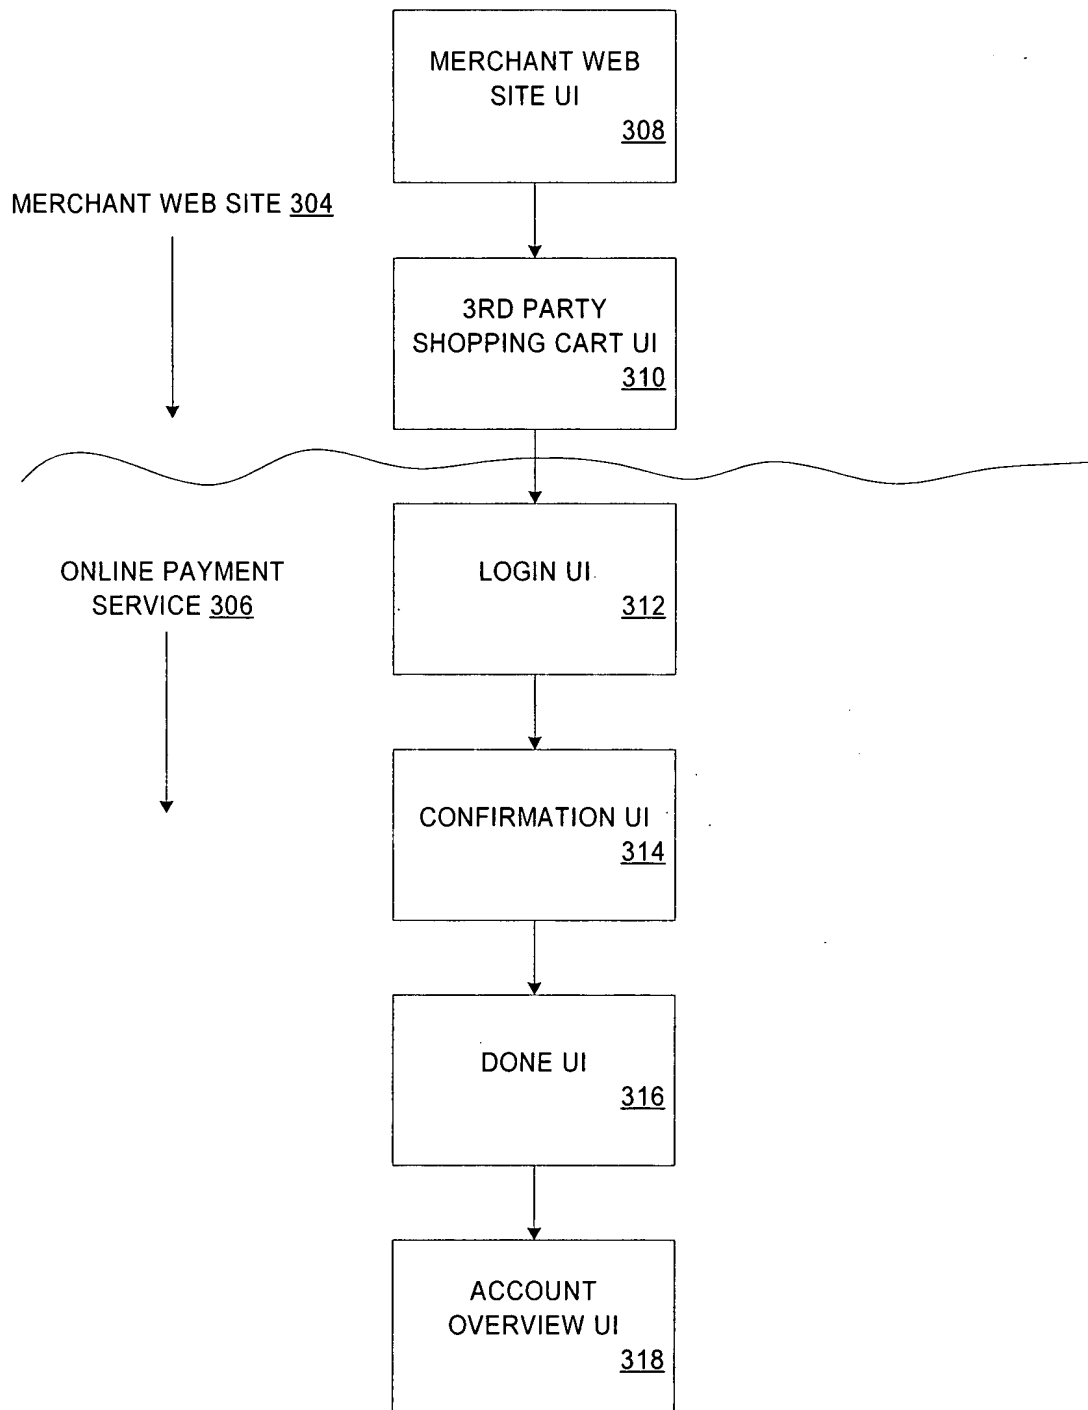 MERCHANT WEB
SITE UI
308
MERCHANT WEB SITE 304
3RD PARTY
SHOPPING CART UI
310
ONLINE PAYMENT
SERVICE 306
LOGIN UI
312
CONFIRMATION UI
314
DONE UI
316
ACCOUNT
OVERVIEW UI
318